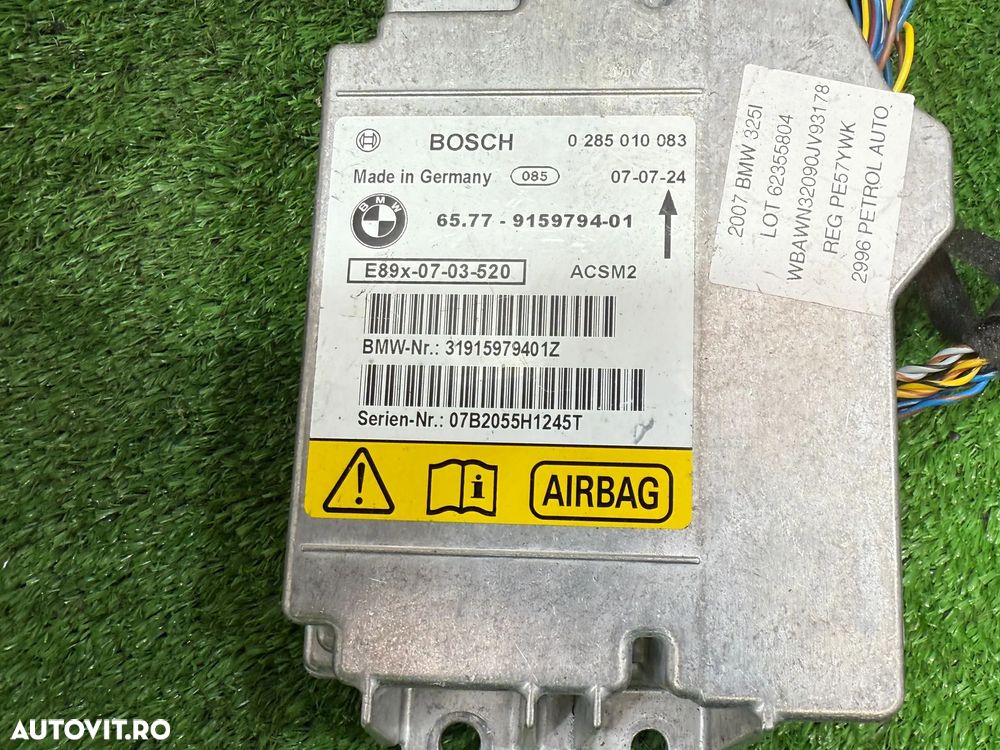 BOSCH 0 285 010 083
Made in Germany 085 07-07-24
BMW
65.77 - 9159794-01
E89x-07-03-520 ACSM2
BMW-Nr.: 31915979401Z
Serien-Nr.: 07B2055H1245T
i AIRBAG
2007 BMW 325I
LOT 62355804
WBAWN32090JV93178
REG PE57YWK
2996 PETROL AUTO
AUTOVIT.RO